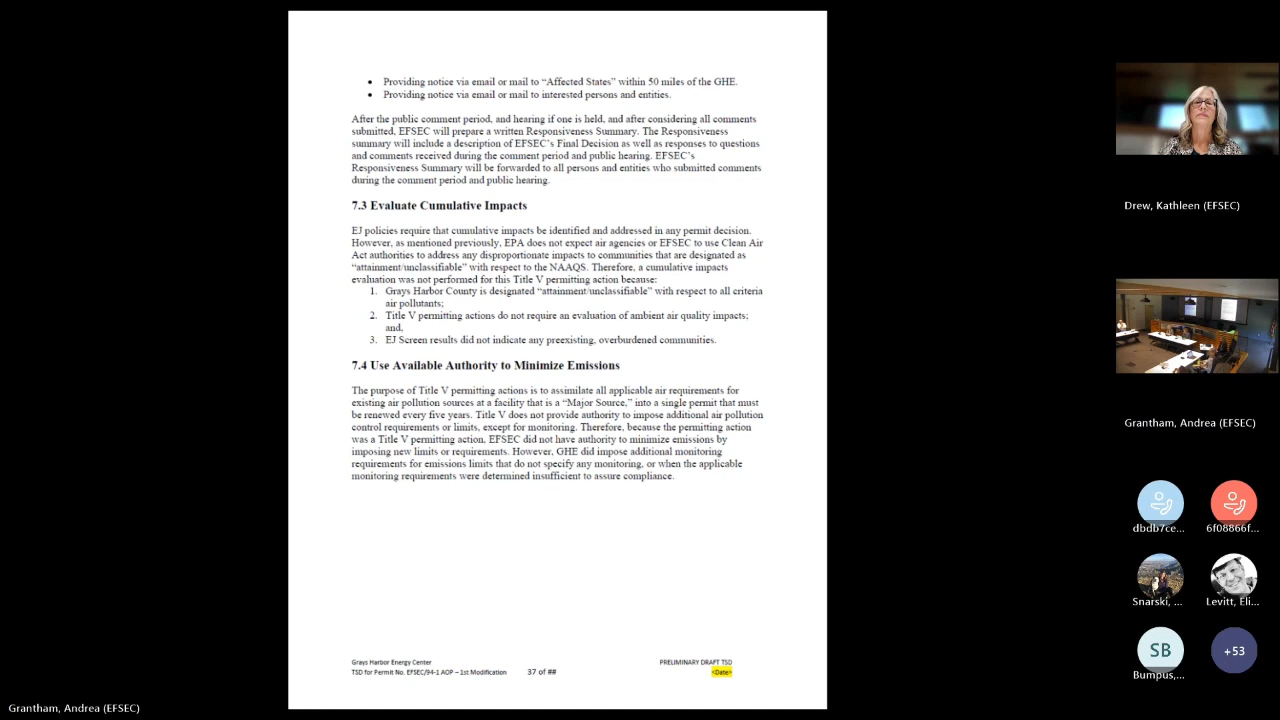 • Providing notice via email or mail to “Affected States” within 50 miles of the GHE.
• Providing notice via email or mail to interested persons and entities.
After the public comment period, and hearing if one is held, and after considering all comments
submitted, EFSEC will prepare a written Responsiveness Summary. The Responsiveness
summary will include a description of EFSEC’s Final Decision as well as responses to questions
and comments received during the comment period and public hearing. EFSEC’s
Responsiveness Summary will be forwarded to all persons and entities who submitted comments
during the comment period and public hearing.
7.3 Evaluate Cumulative Impacts
EJ policies require that cumulative impacts be identified and addressed in any permit decision.
However, as mentioned previously, EPA does not expect air agencies or EFSEC to use Clean Air
Act authorities to address any disproportionate impacts to communities that are designated as
“attainment/unclassifiable” with respect to the NAAQS. Therefore, a cumulative impacts
evaluation was not performed for this Title V permitting action because:
1. Grays Harbor County is designated “attainment/unclassifiable” with respect to all criteria
air pollutants;
2. Title V permitting actions do not require an evaluation of ambient air quality impacts;
and,
3. EJ Screen results did not indicate any preexisting, overburdened communities.
7.4 Use Available Authority to Minimize Emissions
The purpose of Title V permitting actions is to assimilate all applicable air requirements for
existing air pollution sources at a facility that is a “Major Source,” into a single permit that must
be renewed every five years. Title V does not provide authority to impose additional air pollution
control requirements or limits, except for monitoring. Therefore, because the permitting action
was a Title V permitting action, EFSEC did not have authority to minimize emissions by
imposing new limits or requirements. However, GHE did impose additional monitoring
requirements for emissions limits that do not specify any monitoring, or when the applicable
monitoring requirements were determined insufficient to assure compliance.
Grays Harbor Energy Center
PRELIMINARY DRAFT TSD
TSD for Permit No. EFSEC/94-1 AOP – 1st Modification
37 of ##
<Date>
Drew, Kathleen (EFSEC)
Grantham, Andrea (EFSEC)
dbdb7ce...
6f08866f...
Snarski, ...
Levitt, Eli...
SB
+53
Bumpus,...
Grantham, Andrea (EFSEC)